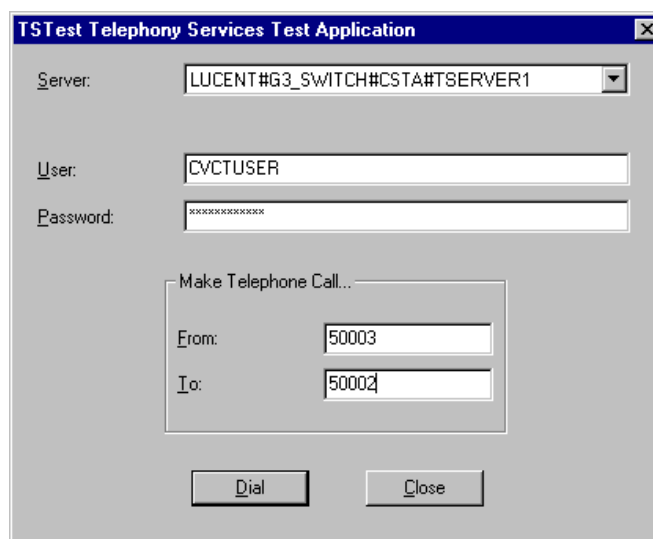 TSTest Telephony Services Test Application
Server: LUCENT#G3_SWITCH#CSTA#TSERVER1
User: CVCTUSER
Password: ************
Make Telephone Call...
From: 50003
To: 50002
Dial Close